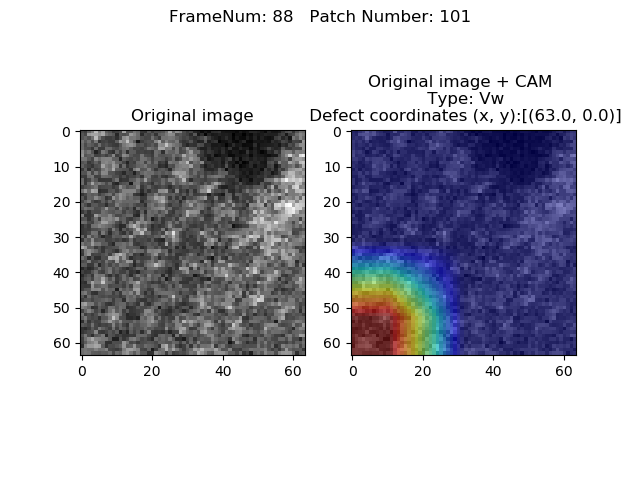 FrameNum: 88   Patch Number: 101
Original image
0
10
20
30
40
50
60
0 20 40 60
Original image + CAM
Type: Vw
Defect coordinates (x, y):[(63.0, 0.0)]
0
10
20
30
40
50
60
0 20 40 60